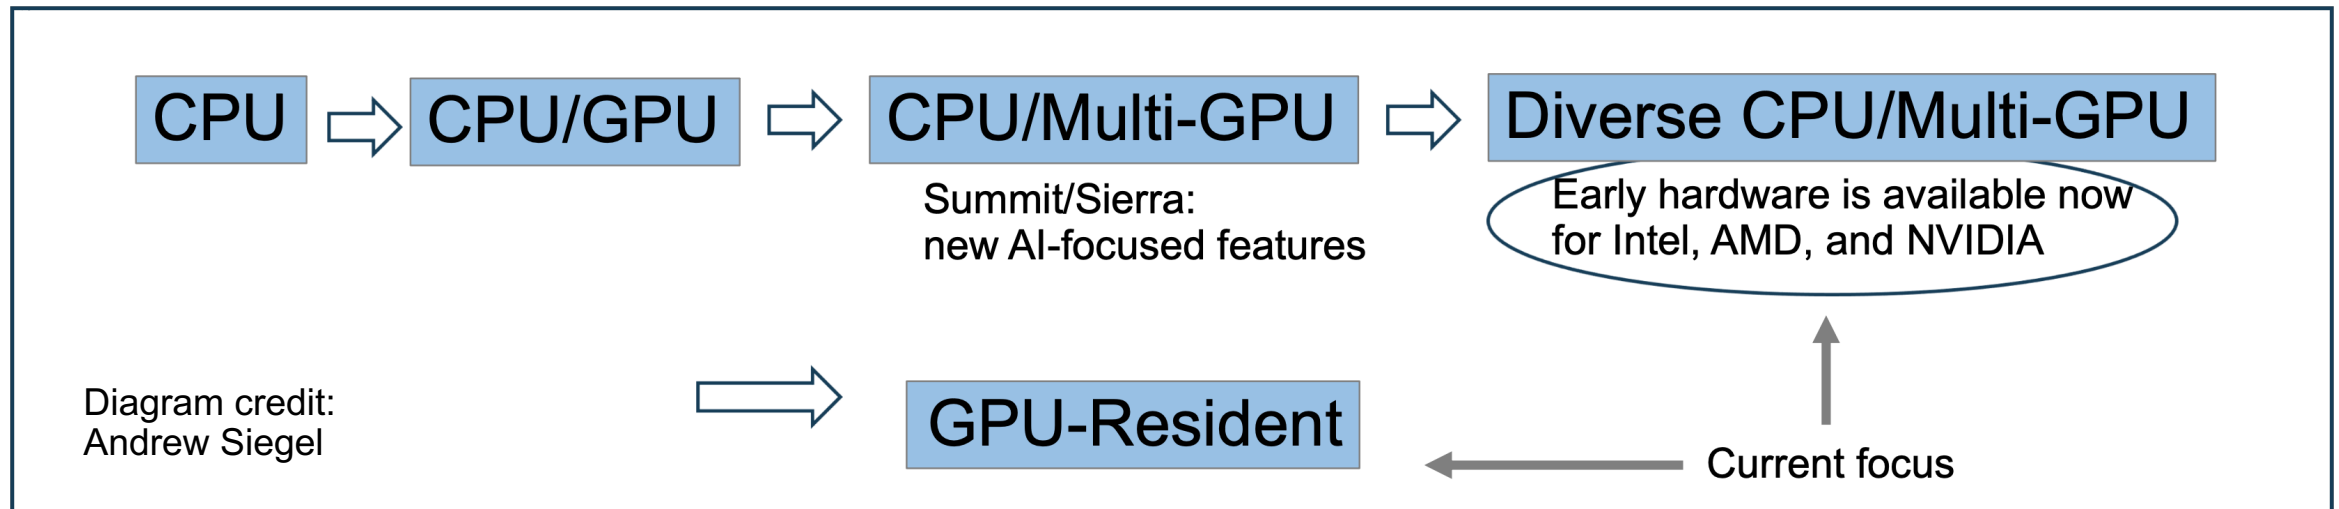 CPU
CPU/GPU
CPU/Multi-GPU
Diverse CPU/Multi-GPU
Summit/Sierra:
new AI-focused features
Early hardware is available now
for Intel, AMD, and NVIDIA
Diagram credit:
Andrew Siegel
GPU-Resident
Current focus